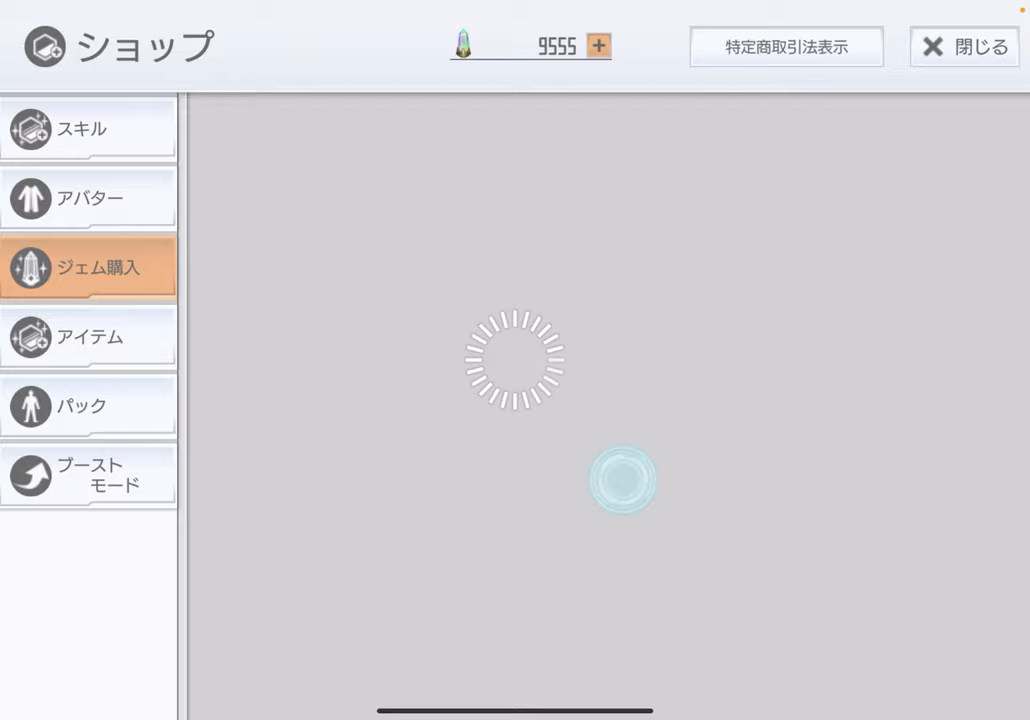 ショップ
9555
特定商取引法表示
閉じる
スキル
アバター
ジェム購入
アイテム
パック
ブースト
モード